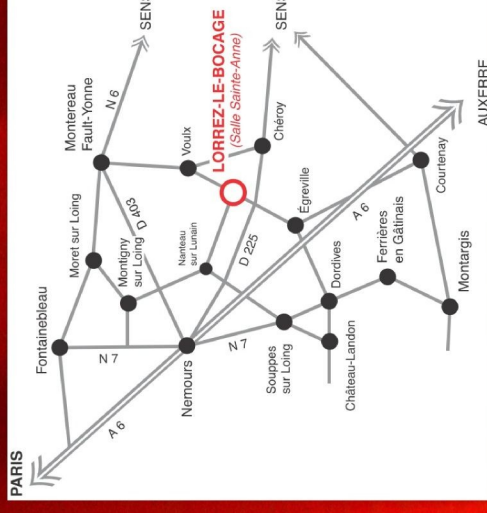 PARIS
A 6
Fontainebleau
N 7
Moret sur Loing
Montigny
sur Loing
D 403
Montereau
Fault-Yonne
N 6
SENS
Nemours
Nanteau
sur Lunain
Voulx
LORREZ-LE-BOCAGE
(Salle Sainte-Anne)
SENS
D 225
Chéroy
N 7
Souppes
sur Loing
Château-Landon
Dordives
Égreville
A 6
Ferrières
en Gâtinais
Courtenay
Montargis
AUXERRE